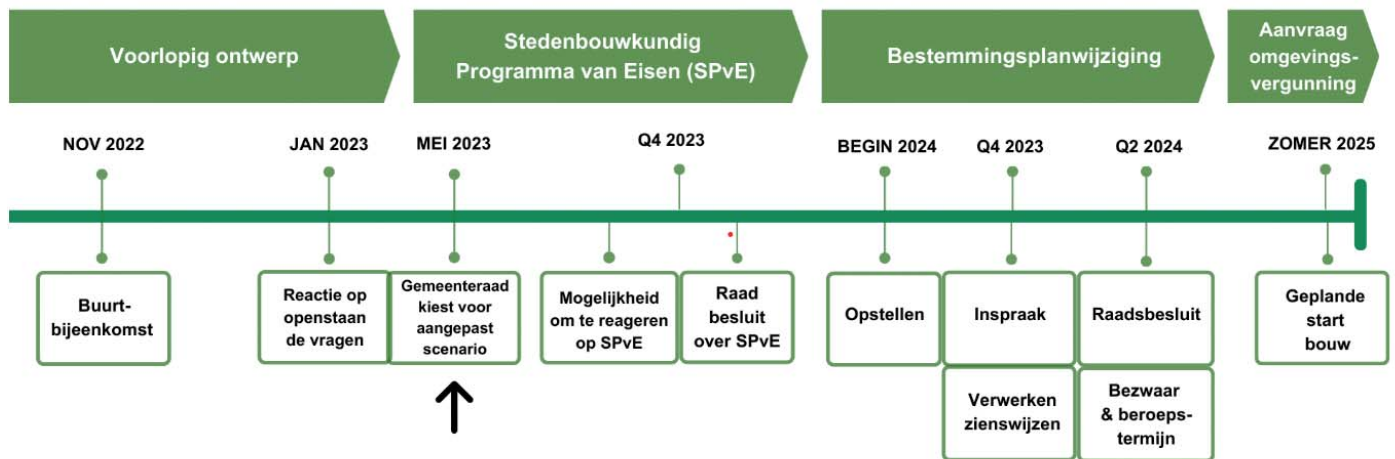 Voorlopig ontwerp
Stedenbouwkundig
Programma van Eisen (SPvE)
Bestemmingsplanwijziging
Aanvraag
omgevings-
vergunning
NOV 2022
JAN 2023
MEI 2023
Q4 2023
BEGIN 2024
Q4 2023
Q2 2024
ZOMER 2025
Buurt-
bijeenkomst
Reactie op
openstaan
de vragen
Gemeenteraad
kiest voor
aangepast
scenario
Mogelijkheid
om te reageren
op SPvE
Raad
besluit
over SPvE
Opstellen
Inspraak
Raadsbesluit
Geplande
start
bouw
Verwerken
zienswijzen
Bezwaar
& beroeps-
termijn